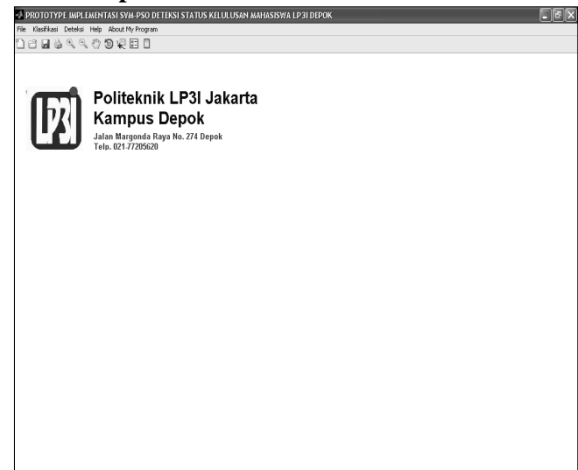 PROTOTYPE IMPLEMENTASI SVM-PSO DETEKSI STATUS KELULUSAN MAHASISWA LP3I DEPOK
File Klasifikasi Deteksi Help About My Program
LP3I
Politeknik LP3I Jakarta
Kampus Depok
Jalan Margonda Raya No. 274 Depok
Telp. 021-77205620